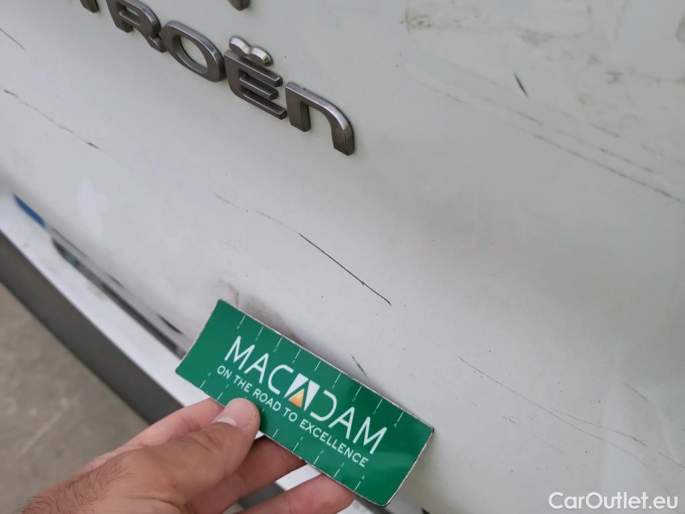 ROËN
MACADAM
ON THE ROAD TO EXCELLENCE
CarOutlet.eu